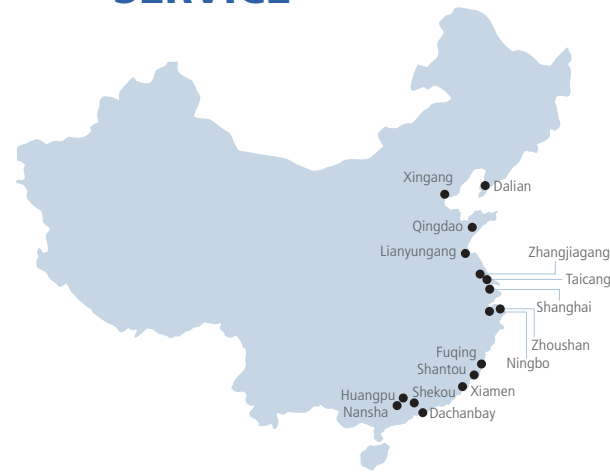 SERVICE
Xingang
Dalian
Qingdao
Lianyungang
Zhangjiagang
Taicang
Shanghai
Zhoushan
Ningbo
Fuqing
Shantou
Xiamen
Huangpu
Shekou
Nansha
Dachanbay